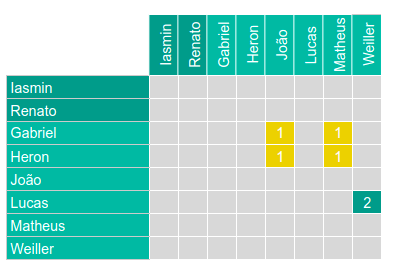 Iasmin Renato Gabriel Heron João Lucas Matheus Weiller
Iasmin
Renato
Gabriel 1 1
Heron 1 1
João
Lucas 2
Matheus
Weiller